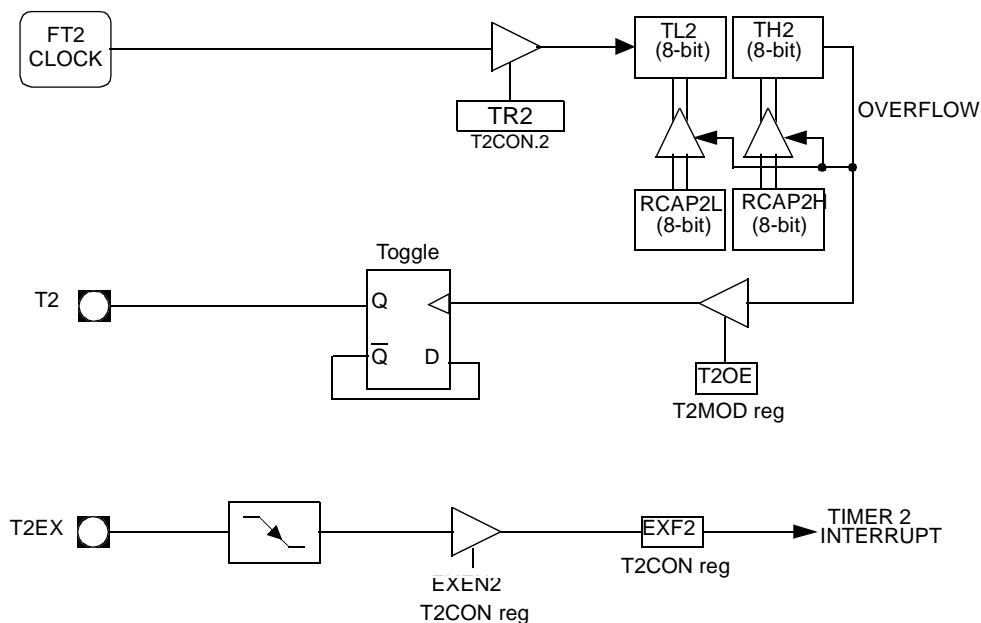 FT2
CLOCK
TL2
(8-bit)
TH2
(8-bit)
TR2
T2CON.2
OVERFLOW
RCAP2L
(8-bit)
RCAP2H
(8-bit)
Toggle
T2
Q
Q
D
T2OE
T2MOD reg
T2EX
EXEN2
T2CON reg
EXF2
T2CON reg
TIMER 2
INTERRUPT